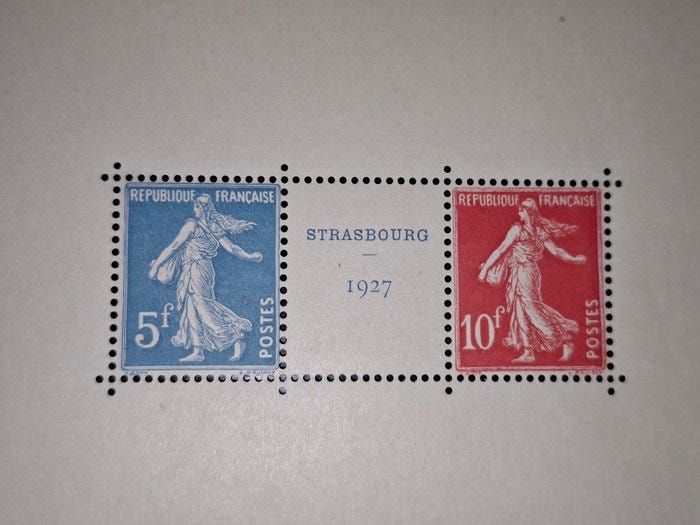 REPUBLIQUE FRANÇAISE
5f
POSTES
STRASBOURG
1927
REPUBLIQUE FRANÇAISE
10f
POSTES